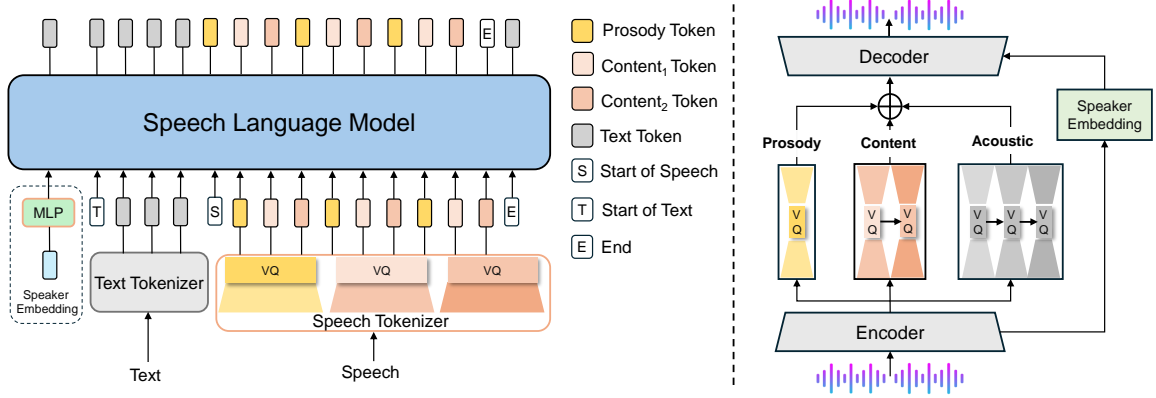 E
Speech Language Model
MLP
Speaker
Embedding
T
Text Tokenizer
Text
S
E
VQ
VQ
VQ
Speech Tokenizer
Speech
Prosody Token
Content₁ Token
Content₂ Token
Text Token
S Start of Speech
T Start of Text
E End
Decoder
Speaker
Embedding
Prosody
Content
Acoustic
V
Q
V
Q
V
Q
V
Q
V
Q
V
Q
Encoder